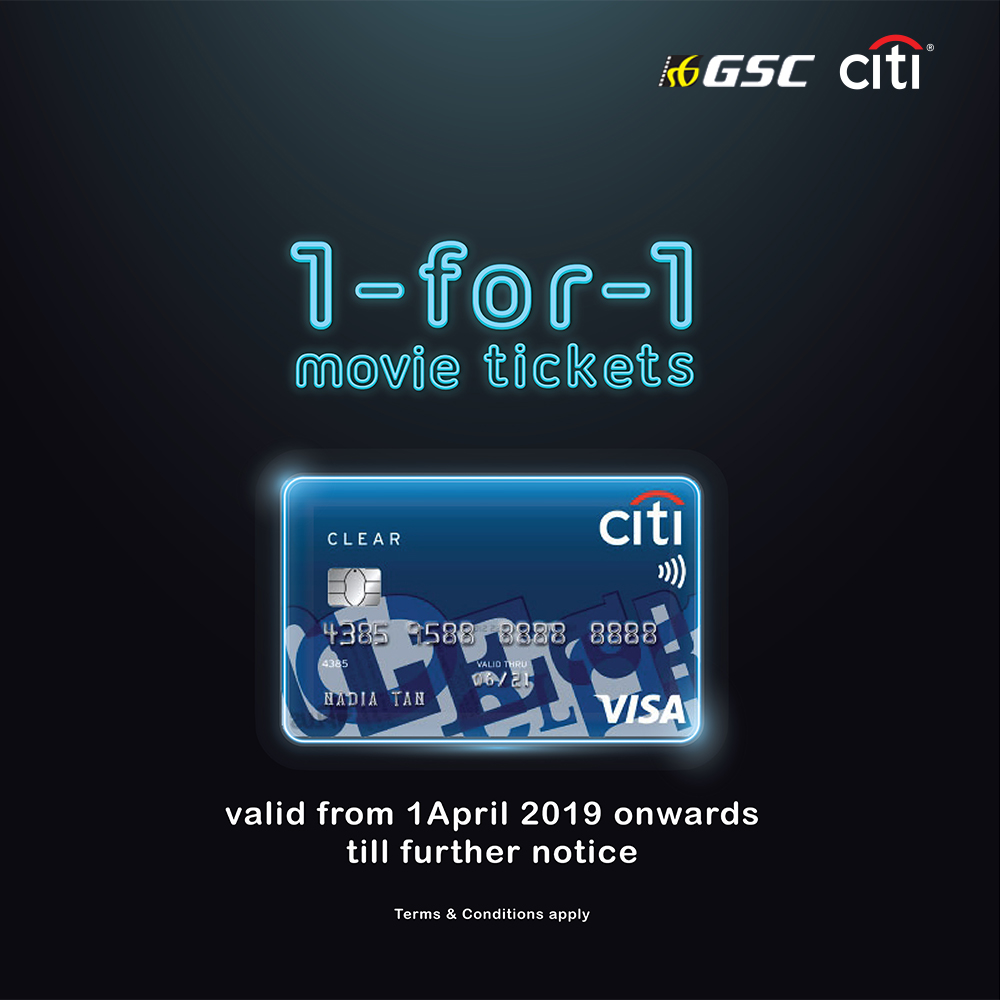 GSC citi®
1-for-1
movie tickets
citi
CLEAR
4385 9588 8888 8888
4385
VALID THRU
06/21
NADIA TAN
VISA
valid from 1April 2019 onwards
till further notice
Terms & Conditions apply